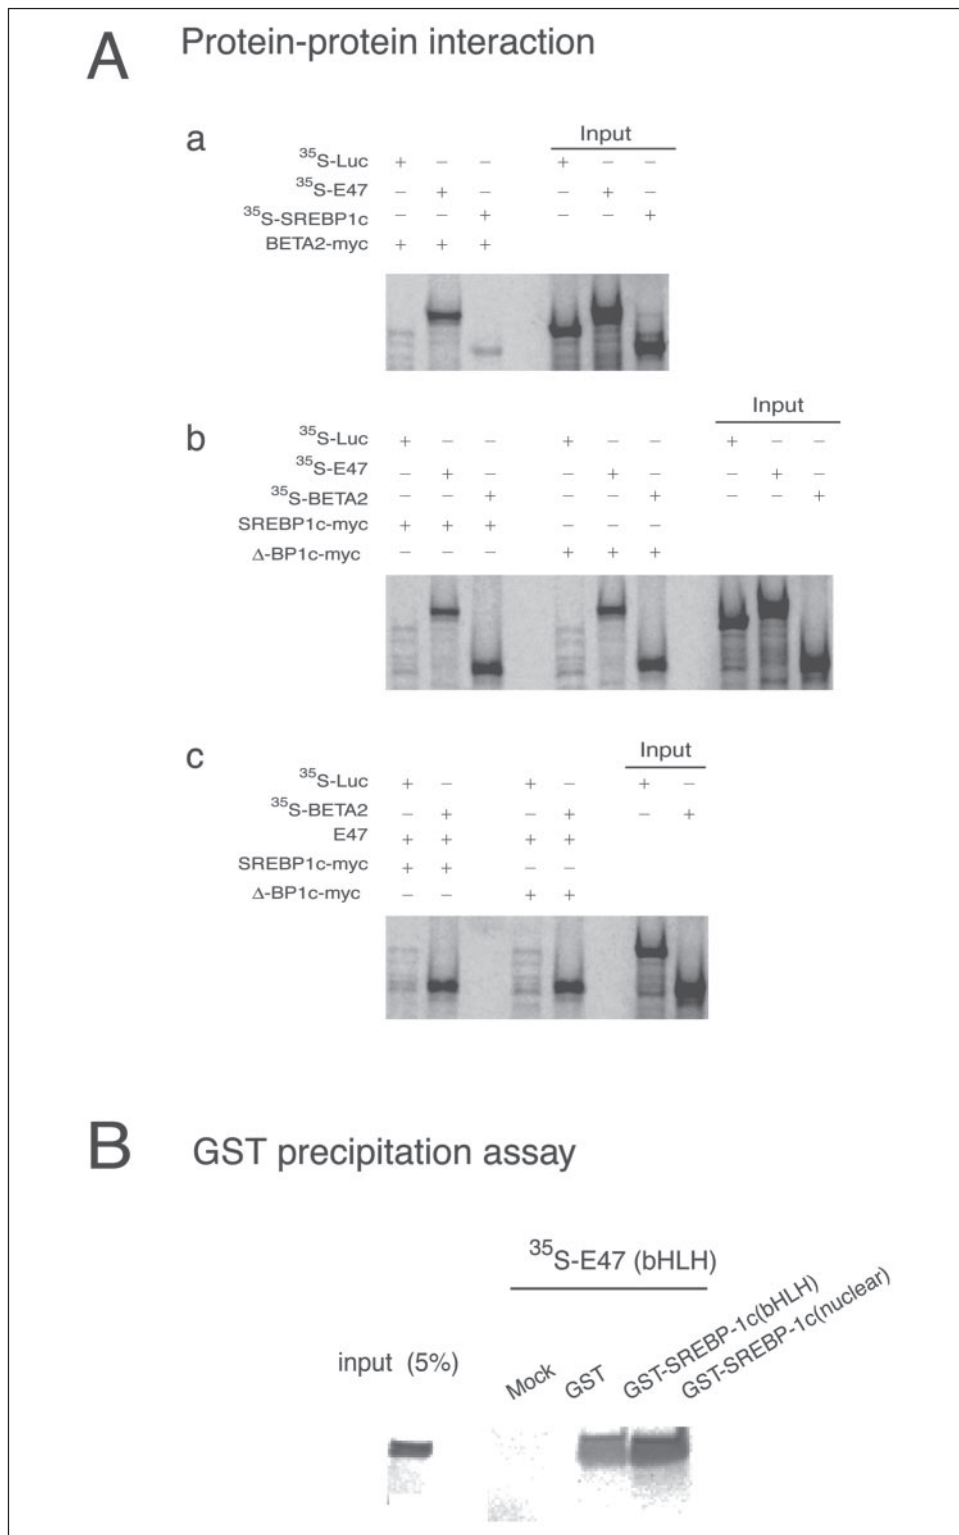 A Protein-protein interaction
a
Input
35S-Luc + – – + – –
35S-E47 – + – – + –
35S-SREBP1c – – + – – +
BETA2-myc + + +
Input
b
35S-Luc + – – + – – + – –
35S-E47 – + – – + – – + –
35S-BETA2 – – + – – + – – +
SREBP1c-myc + + + – – –
Δ-BP1c-myc – – – + + +
c
Input
35S-Luc + – + – + –
35S-BETA2 – + – + – +
E47 + + + +
SREBP1c-myc + + – –
Δ-BP1c-myc – – + +
B GST precipitation assay
35S-E47 (bHLH)
input (5%)
Mock
GST
GST-SREBP-1c(bHLH)
GST-SREBP-1c(nuclear)